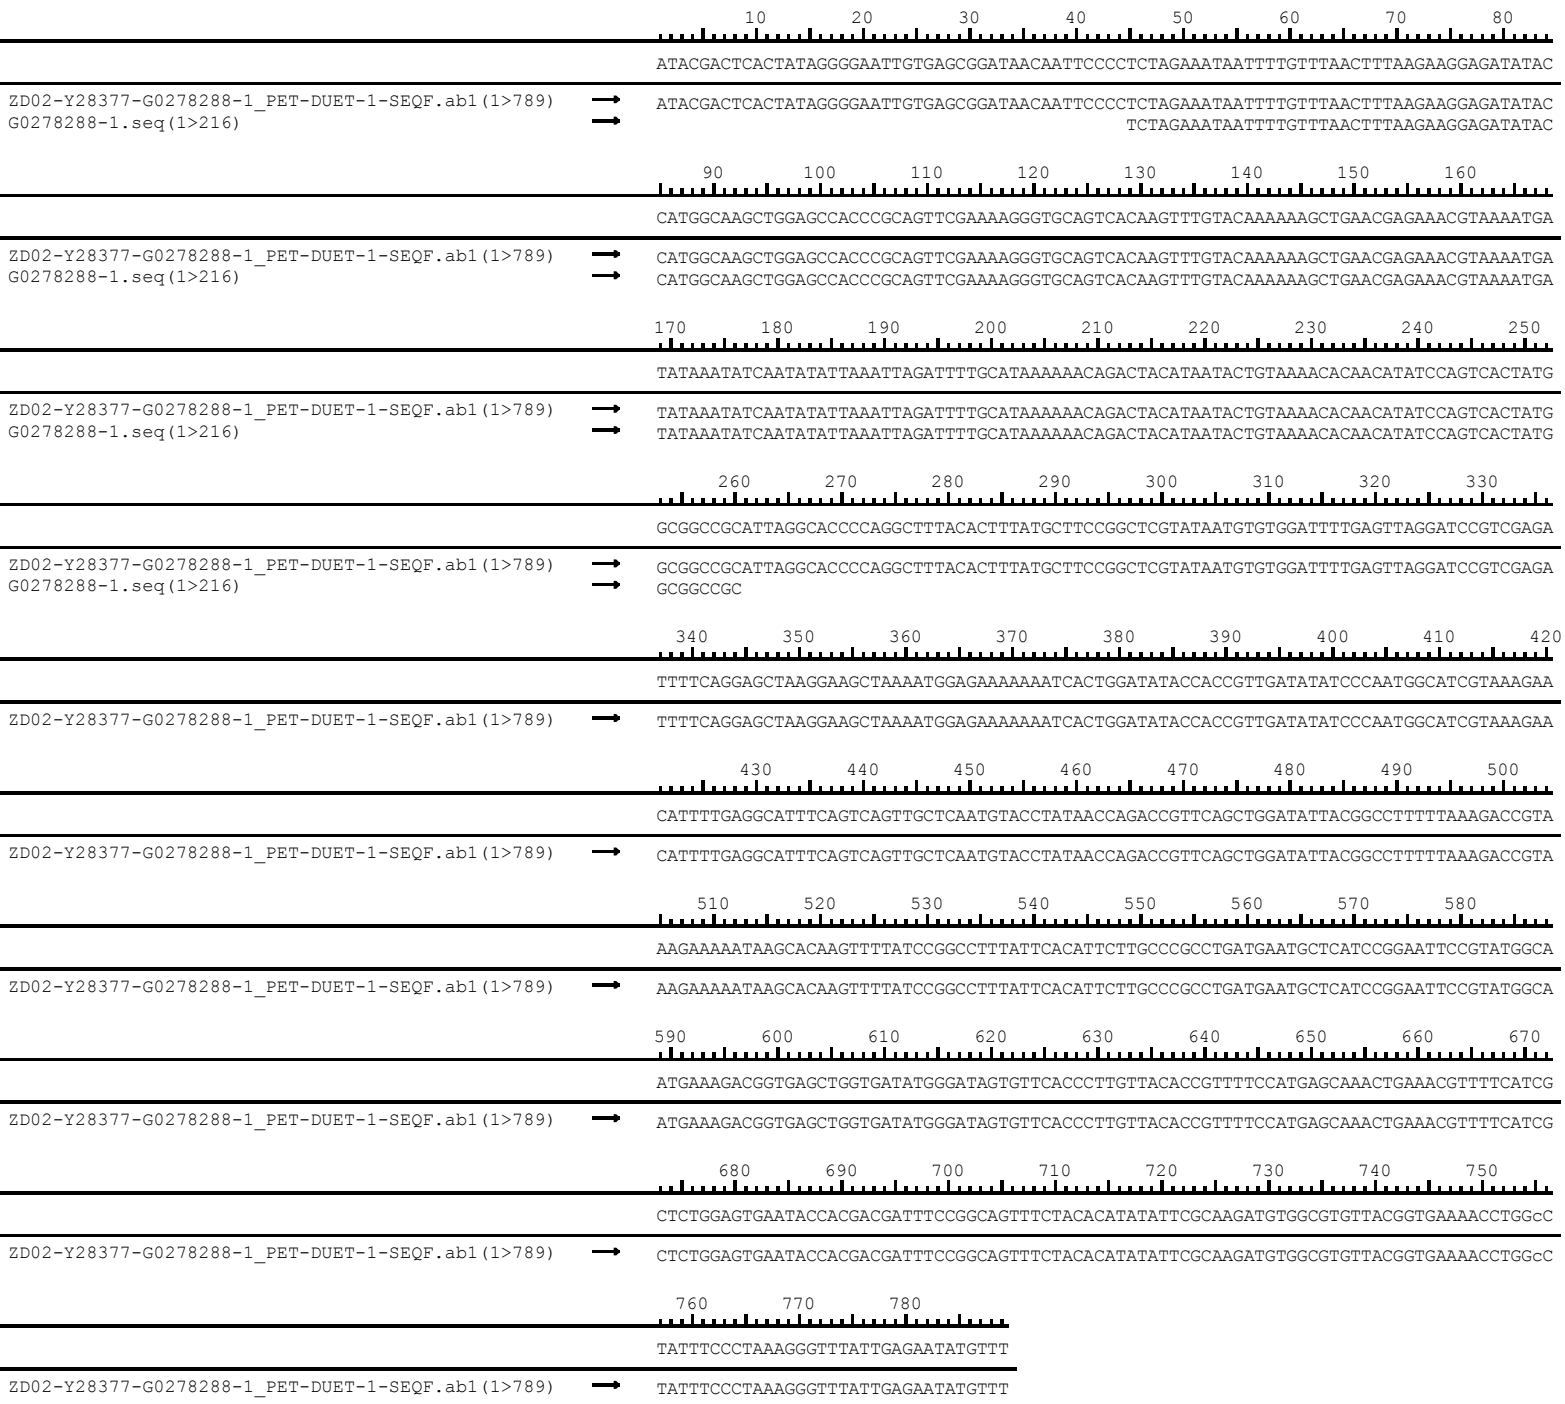 10 20 30 40 50 60 70 80
ATACGACTCACTATAGGGGAATTGTGAGCGGATAACAATTCCCCTCTAGAAATAATTTTGTTTAACTTTAAGAAGGAGATATAC
ZD02-Y28377-G0278288-1_PET-DUET-1-SEQF.ab1(1>789) → ATACGACTCACTATAGGGGAATTGTGAGCGGATAACAATTCCCCTCTAGAAATAATTTTGTTTAACTTTAAGAAGGAGATATAC
G0278288-1.seq(1>216) → TCTAGAAATAATTTTGTTTAACTTTAAGAAGGAGATATAC
90 100 110 120 130 140 150 160
CATGGCAAGCTGGAGCCACCCGCAGTTCGAAAAGGGTGCAGTCACAAGTTTGTACAAAAAAGCTGAACGAGAAACGTAAAATGA
ZD02-Y28377-G0278288-1_PET-DUET-1-SEQF.ab1(1>789) → CATGGCAAGCTGGAGCCACCCGCAGTTCGAAAAGGGTGCAGTCACAAGTTTGTACAAAAAAGCTGAACGAGAAACGTAAAATGA
G0278288-1.seq(1>216) → CATGGCAAGCTGGAGCCACCCGCAGTTCGAAAAGGGTGCAGTCACAAGTTTGTACAAAAAAGCTGAACGAGAAACGTAAAATGA
170 180 190 200 210 220 230 240 250
TATAAATATCAATATATTAAATTAGATTTTGCATAAAAAACAGACTACATAATACTGTAAAACACAACATATCCAGTCACTATG
ZD02-Y28377-G0278288-1_PET-DUET-1-SEQF.ab1(1>789) → TATAAATATCAATATATTAAATTAGATTTTGCATAAAAAACAGACTACATAATACTGTAAAACACAACATATCCAGTCACTATG
G0278288-1.seq(1>216) → TATAAATATCAATATATTAAATTAGATTTTGCATAAAAAACAGACTACATAATACTGTAAAACACAACATATCCAGTCACTATG
260 270 280 290 300 310 320 330
GCGGCCGCATTAGGCACCCCAGGCTTTACACTTTATGCTTCCGGCTCGTATAATGTGTGGATTTTGAGTTAGGATCCGTCGAGA
ZD02-Y28377-G0278288-1_PET-DUET-1-SEQF.ab1(1>789) → GCGGCCGCATTAGGCACCCCAGGCTTTACACTTTATGCTTCCGGCTCGTATAATGTGTGGATTTTGAGTTAGGATCCGTCGAGA
G0278288-1.seq(1>216) → GCGGCCGC
340 350 360 370 380 390 400 410 420
TTTTCAGGAGCTAAGGAAGCTAAAATGGAGAAAAAAATCACTGGATATACCACCGTTGATATATCCCAATGGCATCGTAAAGAA
ZD02-Y28377-G0278288-1_PET-DUET-1-SEQF.ab1(1>789) → TTTTCAGGAGCTAAGGAAGCTAAAATGGAGAAAAAAATCACTGGATATACCACCGTTGATATATCCCAATGGCATCGTAAAGAA
430 440 450 460 470 480 490 500
CATTTTGAGGCATTTCAGTCAGTTGCTCAATGTACCTATAACCAGACCGTTCAGCTGGATATTACGGCCTTTTTAAAGACCGTA
ZD02-Y28377-G0278288-1_PET-DUET-1-SEQF.ab1(1>789) → CATTTTGAGGCATTTCAGTCAGTTGCTCAATGTACCTATAACCAGACCGTTCAGCTGGATATTACGGCCTTTTTAAAGACCGTA
510 520 530 540 550 560 570 580
AAGAAAAATAAGCACAAGTTTTATCCGGCCTTTATTCACATTCTTGCCCGCCTGATGAATGCTCATCCGGAATTCCGTATGGCA
ZD02-Y28377-G0278288-1_PET-DUET-1-SEQF.ab1(1>789) → AAGAAAAATAAGCACAAGTTTTATCCGGCCTTTATTCACATTCTTGCCCGCCTGATGAATGCTCATCCGGAATTCCGTATGGCA
590 600 610 620 630 640 650 660 670
ATGAAAGACGGTGAGCTGGTGATATGGGATAGTGTTCACCCTTGTTACACCGTTTTCCATGAGCAAACTGAAACGTTTTCATCG
ZD02-Y28377-G0278288-1_PET-DUET-1-SEQF.ab1(1>789) → ATGAAAGACGGTGAGCTGGTGATATGGGATAGTGTTCACCCTTGTTACACCGTTTTCCATGAGCAAACTGAAACGTTTTCATCG
680 690 700 710 720 730 740 750
CTCTGGAGTGAATACCACGACGATTTCCGGCAGTTTCTACACATATATTCGCAAGATGTGGCGTGTTACGGTGAAAACCTGGcC
ZD02-Y28377-G0278288-1_PET-DUET-1-SEQF.ab1(1>789) → CTCTGGAGTGAATACCACGACGATTTCCGGCAGTTTCTACACATATATTCGCAAGATGTGGCGTGTTACGGTGAAAACCTGGcC
760 770 780
TATTTCCCTAAAGGGTTTATTGAGAATATGTTT
ZD02-Y28377-G0278288-1_PET-DUET-1-SEQF.ab1(1>789) → TATTTCCCTAAAGGGTTTATTGAGAATATGTTT